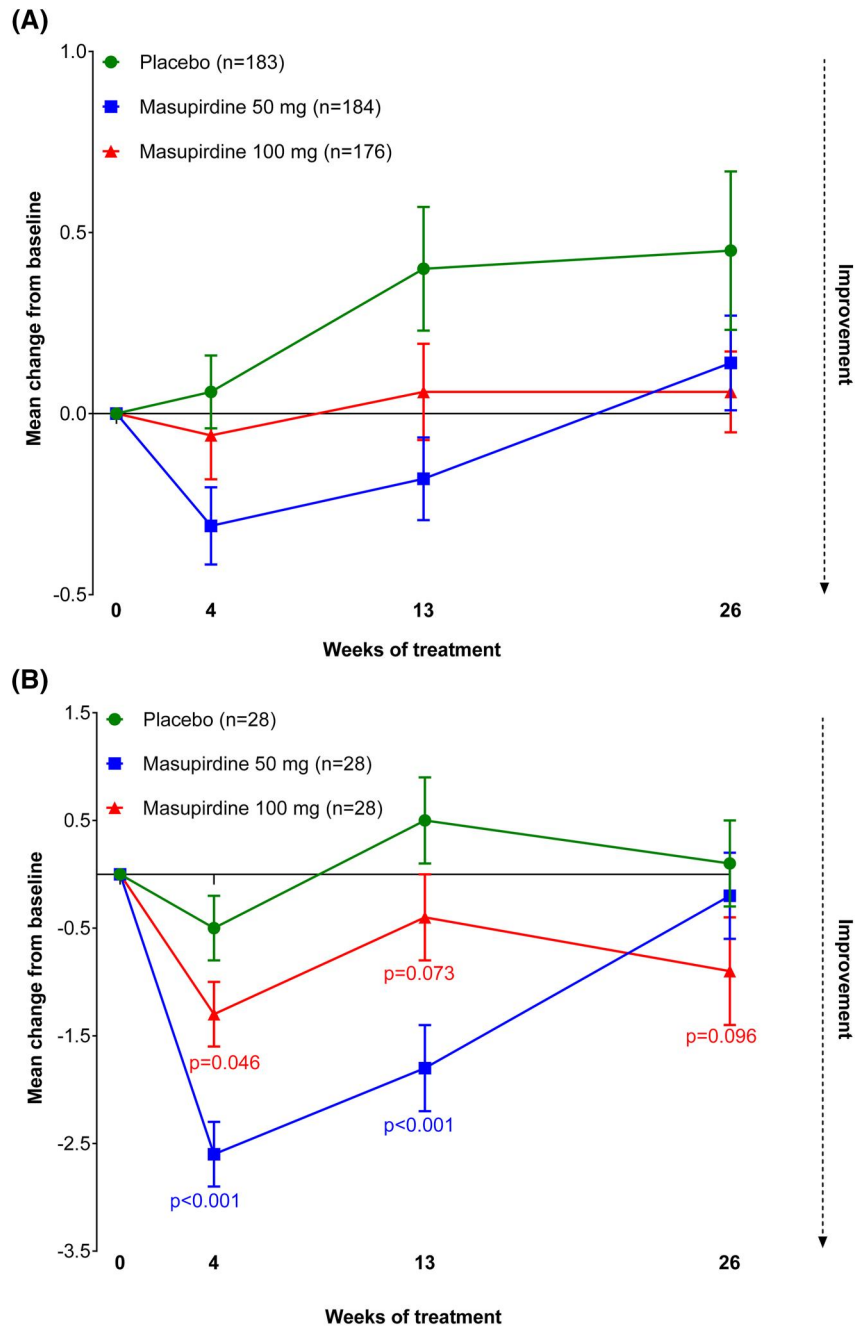 (A)
1.0
Placebo (n=183)
Masupirdine 50 mg (n=184)
Masupirdine 100 mg (n=176)
0.5
0.0
-0.5
Mean change from baseline
Improvement
0 4 13 26
Weeks of treatment
(B)
1.5
Placebo (n=28)
Masupirdine 50 mg (n=28)
Masupirdine 100 mg (n=28)
0.5
-0.5
-1.5
-2.5
-3.5
Mean change from baseline
Improvement
p=0.073
p=0.096
p=0.046
p<0.001
p<0.001
0 4 13 26
Weeks of treatment